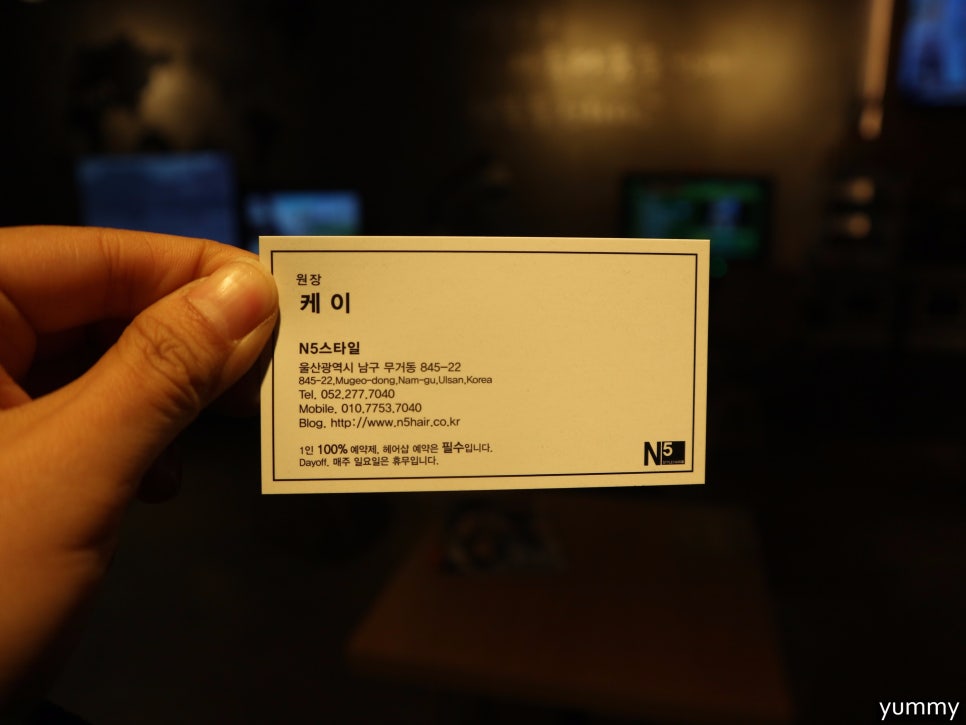 원장
케이
N5스타일
울산광역시 남구 무거동 845-22
845-22,Mugeo-dong,Nam-gu,Ulsan,Korea
Tel. 052.277.7040
Mobile. 010.7753.7040
Blog. http://www.n5hair.co.kr
1인 100% 예약제, 헤어샵 예약은 필수입니다.
Dayoff. 매주 일요일은 휴무입니다.
N5
yummy